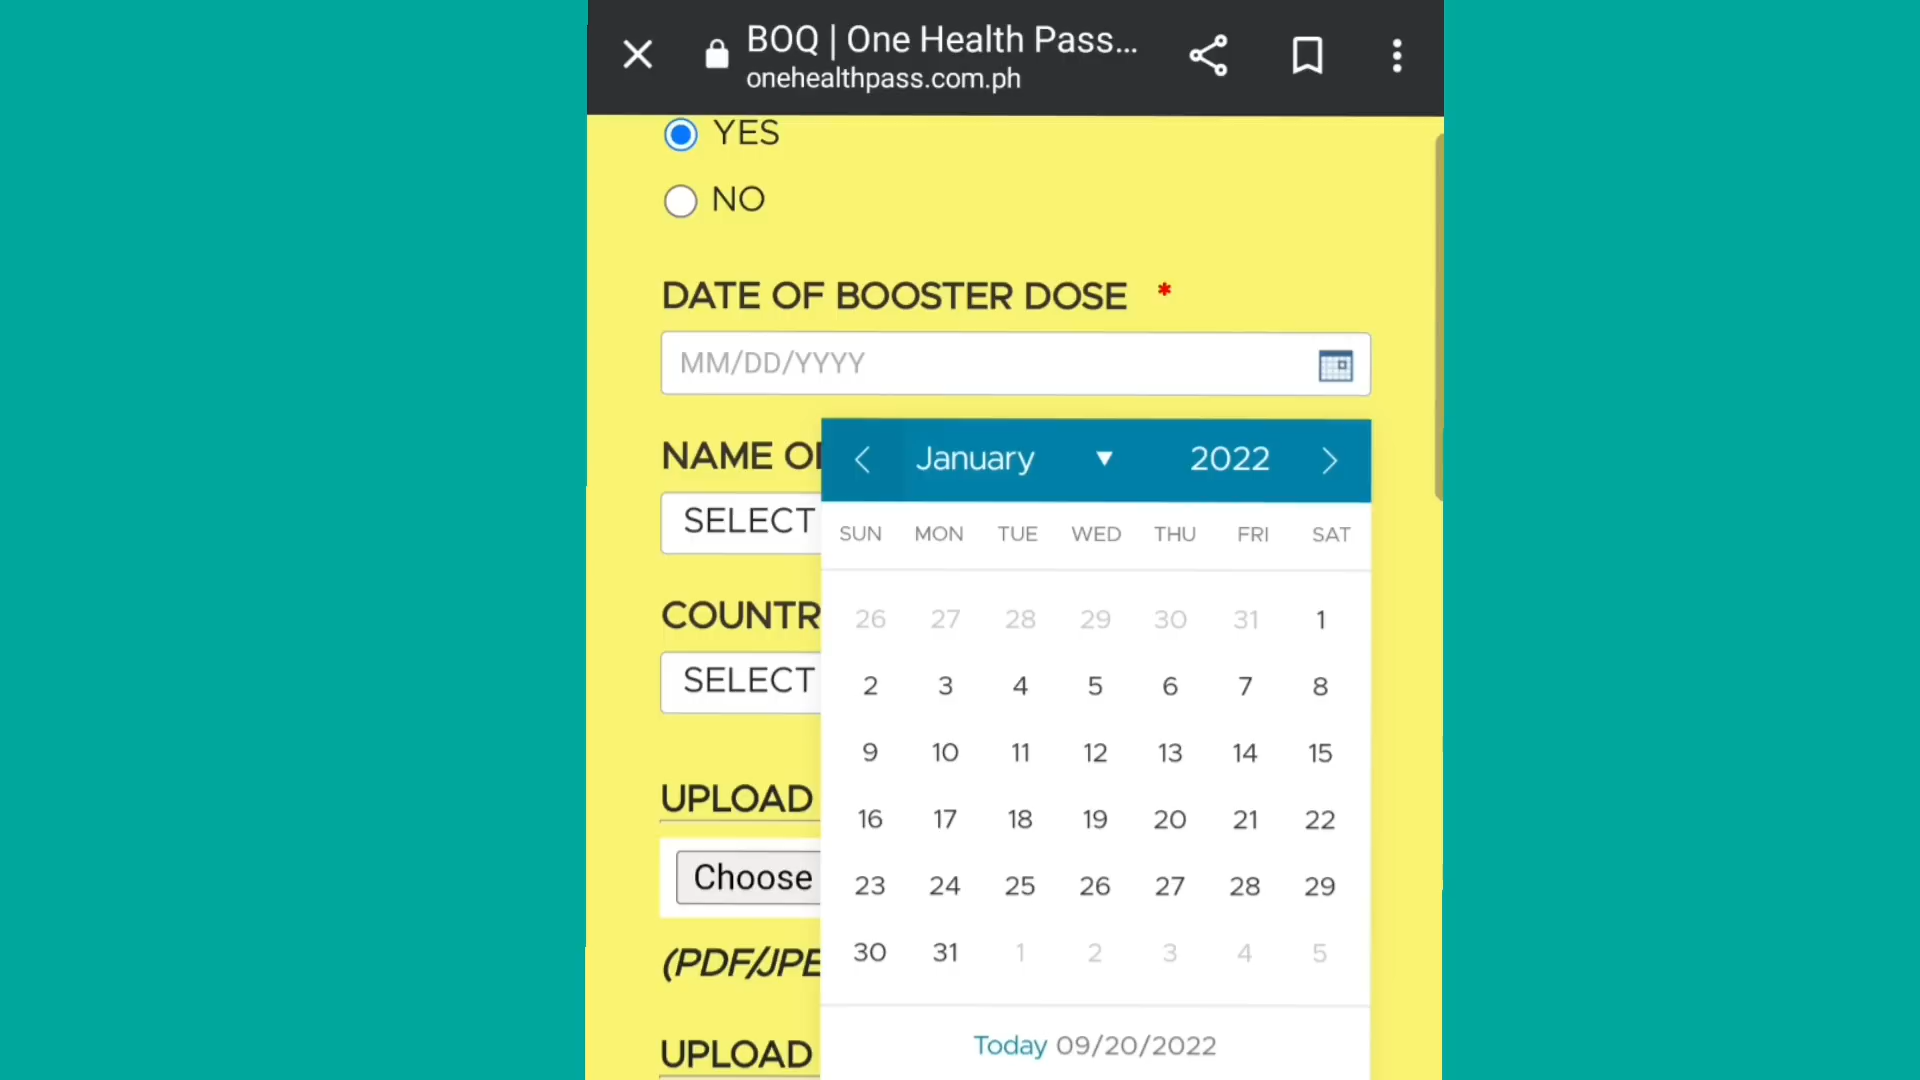 BOQ | One Health Pass...
onehealthpass.com.ph
YES
NO
DATE OF BOOSTER DOSE *
MM/DD/YYYY
NAME O
January ▼ 2022
SELECT
SUN MON TUE WED THU FRI SAT
COUNTR
26 27 28 29 30 31 1
SELECT
2 3 4 5 6 7 8
9 10 11 12 13 14 15
UPLOAD
16 17 18 19 20 21 22
Choose
23 24 25 26 27 28 29
(PDF/JPE
30 31 1 2 3 4 5
UPLOAD
Today 09/20/2022